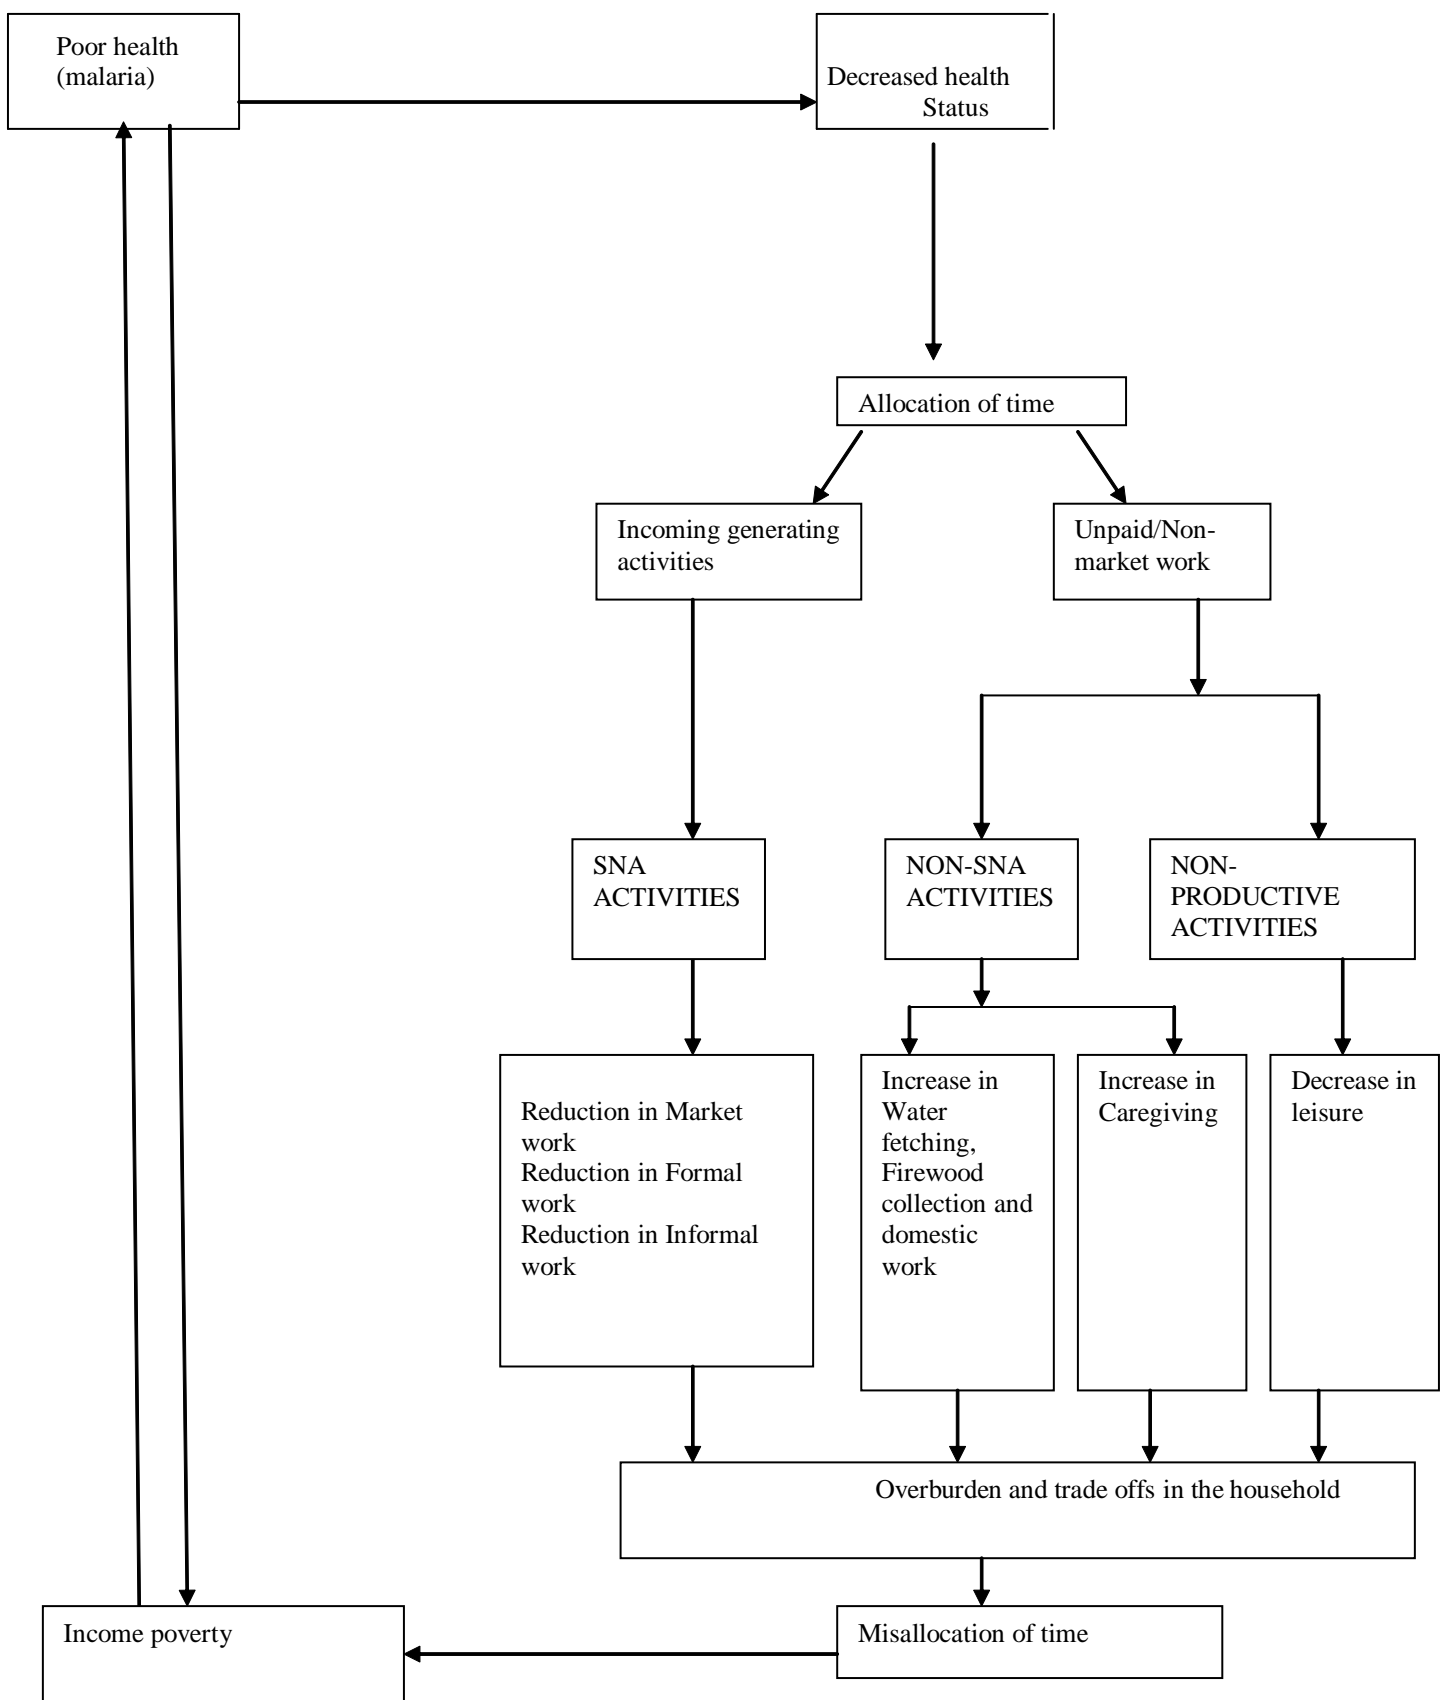 Poor health
(malaria)
Decreased health
Status
Allocation of time
Incoming generating
activities
Unpaid/Non-
market work
SNA
ACTIVITIES
NON-SNA
ACTIVITIES
NON-
PRODUCTIVE
ACTIVITIES
Reduction in Market
work
Reduction in Formal
work
Reduction in Informal
work
Increase in
Water
fetching,
Firewood
collection and
domestic
work
Increase in
Caregiving
Decrease in
leisure
Overburden and trade offs in the household
Income poverty
Misallocation of time